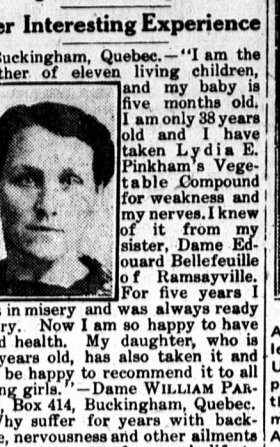 er Interesting Experience
Buckingham, Quebec.—"I am the
ther of eleven living children,
and my baby is
five months old.
I am only 38 years
old and I have
taken Lydia E.
Pinkham's Vege-
table Compound
for weakness and
my nerves. I knew
of it from my
sister, Dame Ed-
ouard Bellefeuille
of Ramsayville.
For five years I
s in misery and was always ready
ry. Now I am so happy to have
d health. My daughter, who is
years old, has also taken it and
be happy to recommend it to all
ng girls."—Dame WILLIAM PAR-
, Box 414, Buckingham, Quebec.
hy suffer for years with back-
e, nervousness and other ailments